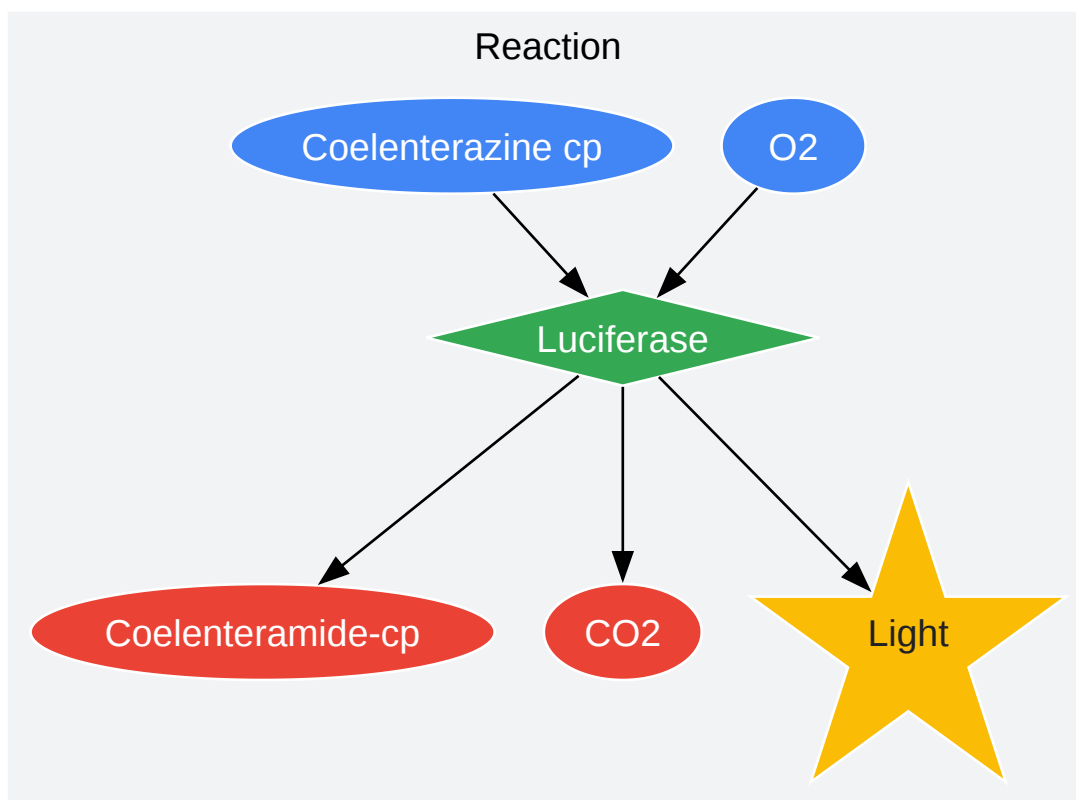 Reaction
Coelenterazine cp
O2
Luciferase
Coelenteramide-cp
CO2
Light